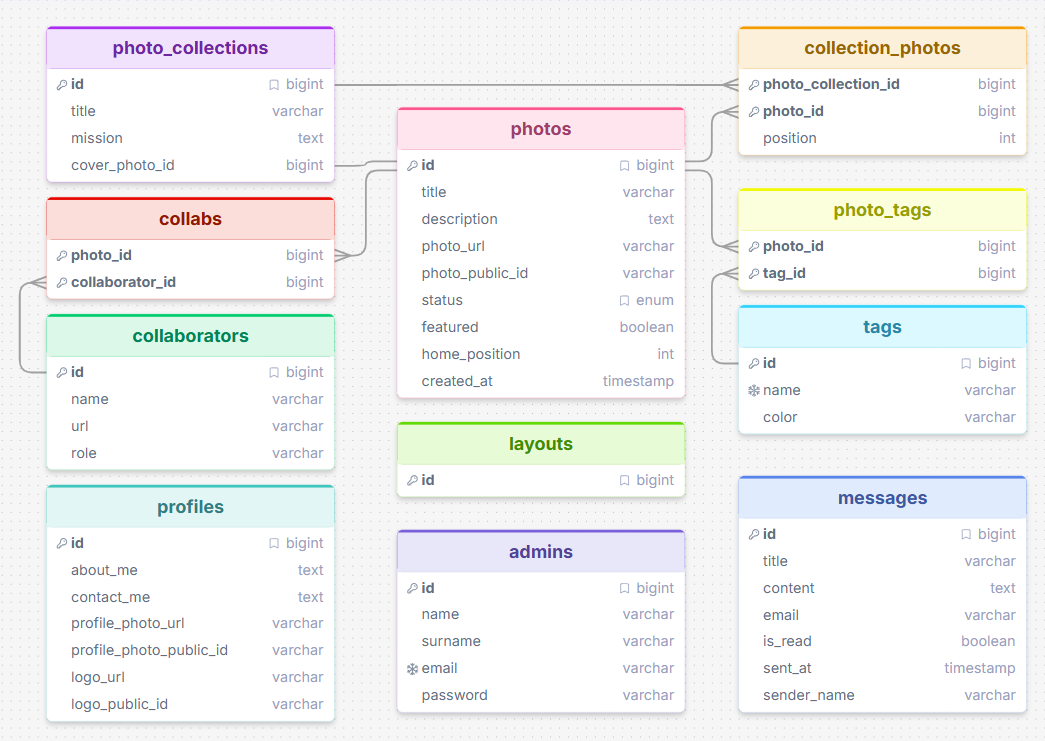 photo_collections
id bigint
title varchar
mission text
cover_photo_id bigint
collabs
photo_id bigint
collaborator_id bigint
collaborators
id bigint
name varchar
url varchar
role varchar
profiles
id bigint
about_me text
contact_me text
profile_photo_url varchar
profile_photo_public_id varchar
logo_url varchar
logo_public_id varchar
photos
id bigint
title varchar
description text
photo_url varchar
photo_public_id varchar
status enum
featured boolean
home_position int
created_at timestamp
layouts
id bigint
admins
id bigint
name varchar
surname varchar
email varchar
password varchar
collection_photos
photo_collection_id bigint
photo_id bigint
position int
photo_tags
photo_id bigint
tag_id bigint
tags
id bigint
name varchar
color varchar
messages
id bigint
title varchar
content text
email varchar
is_read boolean
sent_at timestamp
sender_name varchar